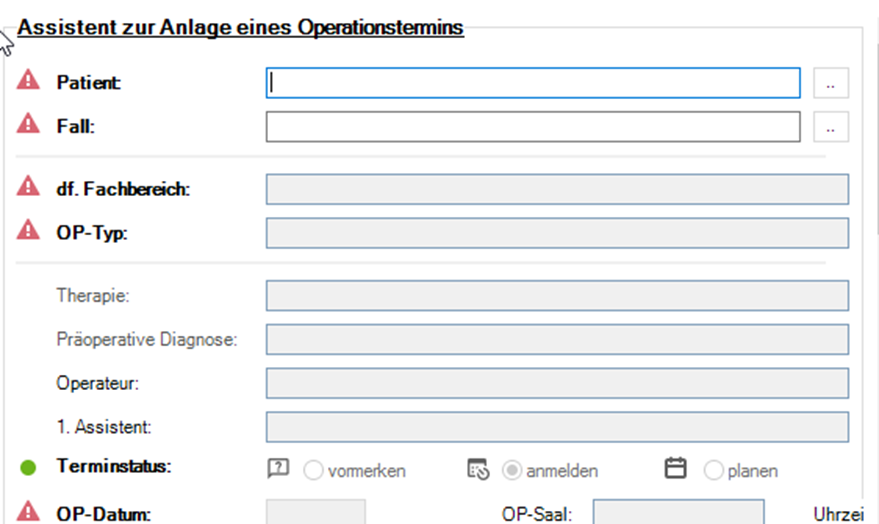 Assistent zur Anlage eines Operationstermins
Patient:
..
Fall:
..
df. Fachbereich:
OP-Typ:
Therapie:
Präoperative Diagnose:
Operateur:
1. Assistent:
Terminstatus: vormerken anmelden planen
OP-Datum: OP-Saal: Uhrzei